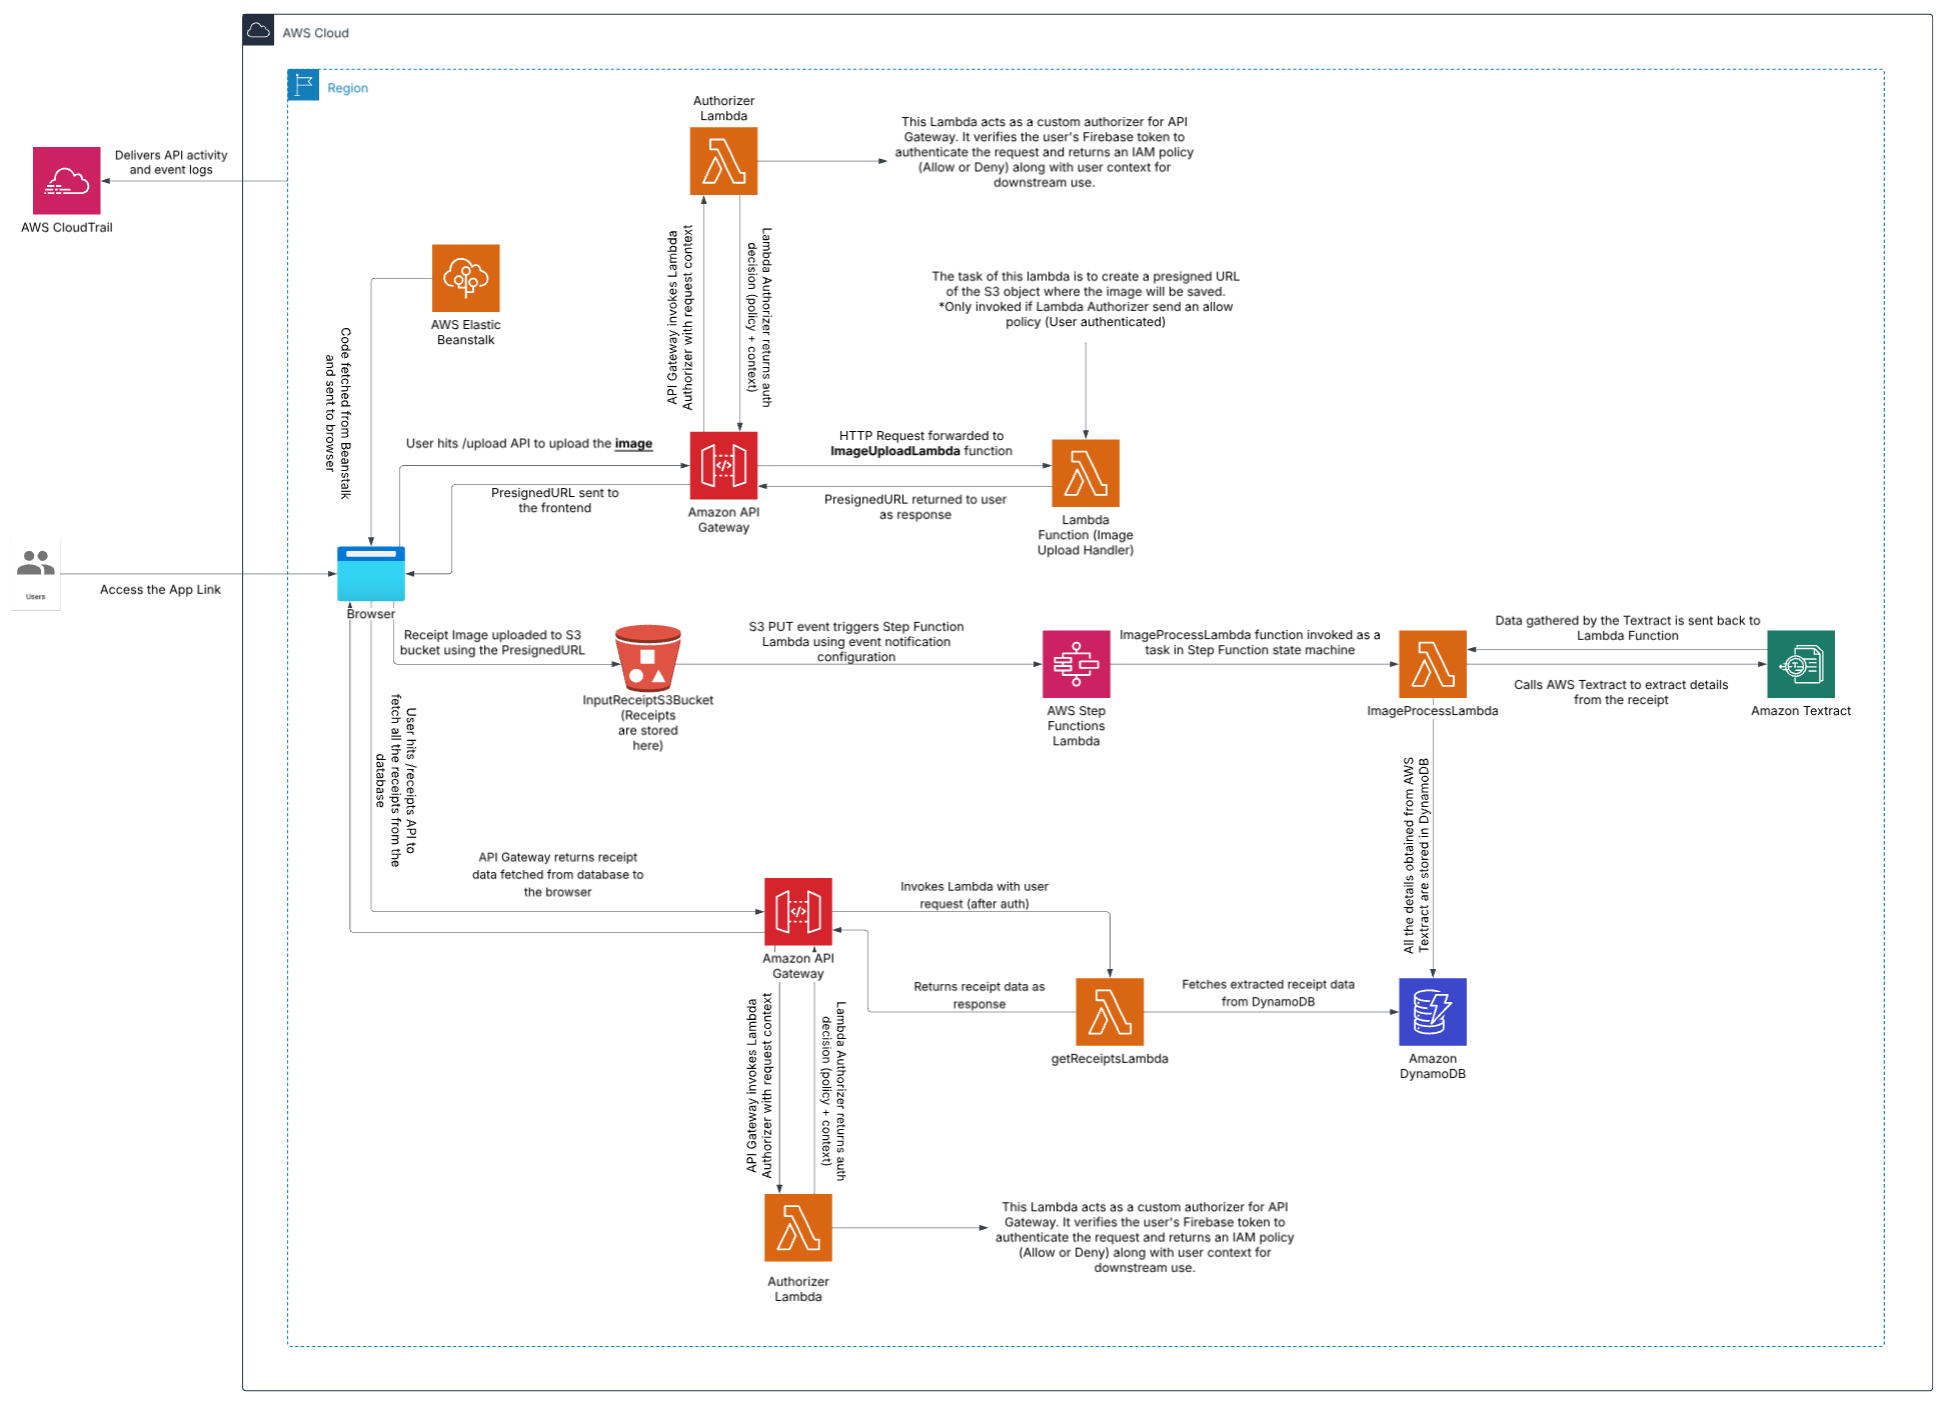 AWS Cloud
Region
Authorizer
Lambda
This Lambda acts as a custom authorizer for API
Gateway. It verifies the user's Firebase token to
authenticate the request and returns an IAM policy
(Allow or Deny) along with user context for
downstream use.
Delivers API activity
and event logs
AWS CloudTrail
API Gateway invokes Lambda
Authorizer with request context
Lambda Authorizer returns auth
decision (policy + context)
The task of this lambda is to create a presigned URL
of the S3 object where the image will be saved.
*Only invoked if Lambda Authorizer send an allow
policy (User authenticated)
AWS Elastic
Beanstalk
Code fetched from Beanstalk
and sent to browser
User hits /upload API to upload the image
HTTP Request forwarded to
ImageUploadLambda function
PresignedURL sent to
the frontend
PresignedURL returned to user
as response
Amazon API
Gateway
Lambda
Function (Image
Upload Handler)
Users
Access the App Link
Browser
Receipt Image uploaded to S3
bucket using the PresignedURL
S3 PUT event triggers Step Function
Lambda using event notification
configuration
ImageProcessLambda function invoked as a
task in Step Function state machine
Data gathered by the Textract is sent back to
Lambda Function
Calls AWS Textract to extract details
from the receipt
InputReceiptS3Bucket
(Receipts
are stored
here)
AWS Step
Functions
Lambda
ImageProcessLambda
Amazon Textract
User hits /receipts API to
fetch all the receipts from the
database
All the details obtained from AWS
Textract are stored in DynamoDB
API Gateway returns receipt
data fetched from database to
the browser
Invokes Lambda with user
request (after auth)
Amazon API
Gateway
Returns receipt data as
response
Fetches extracted receipt data
from DynamoDB
getReceiptsLambda
Amazon
DynamoDB
API Gateway invokes Lambda
Authorizer with request context
Lambda Authorizer returns auth
decision (policy + context)
This Lambda acts as a custom authorizer for API
Gateway. It verifies the user's Firebase token to
authenticate the request and returns an IAM policy
(Allow or Deny) along with user context for
downstream use.
Authorizer
Lambda